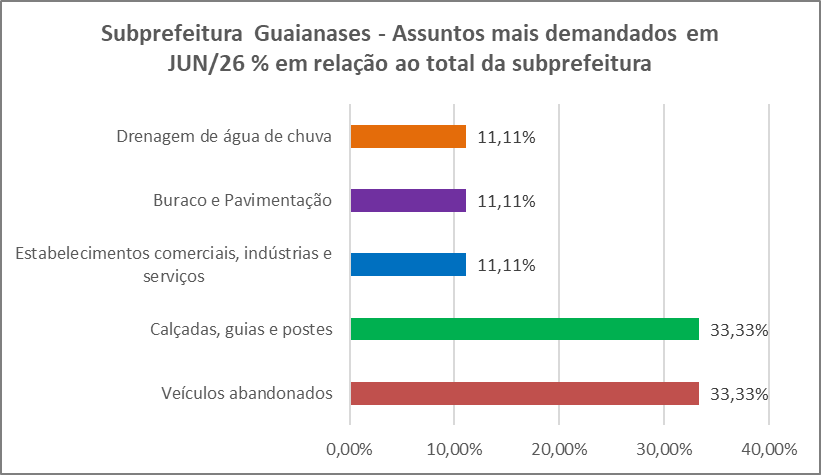 Subprefeitura Guaianases - Assuntos mais demandados em
JUN/26 % em relação ao total da subprefeitura
Drenagem de água de chuva
11,11%
Buraco e Pavimentação
11,11%
Estabelecimentos comerciais, indústrias e
serviços
11,11%
Calçadas, guias e postes
33,33%
Veículos abandonados
33,33%
0,00% 10,00% 20,00% 30,00% 40,00%